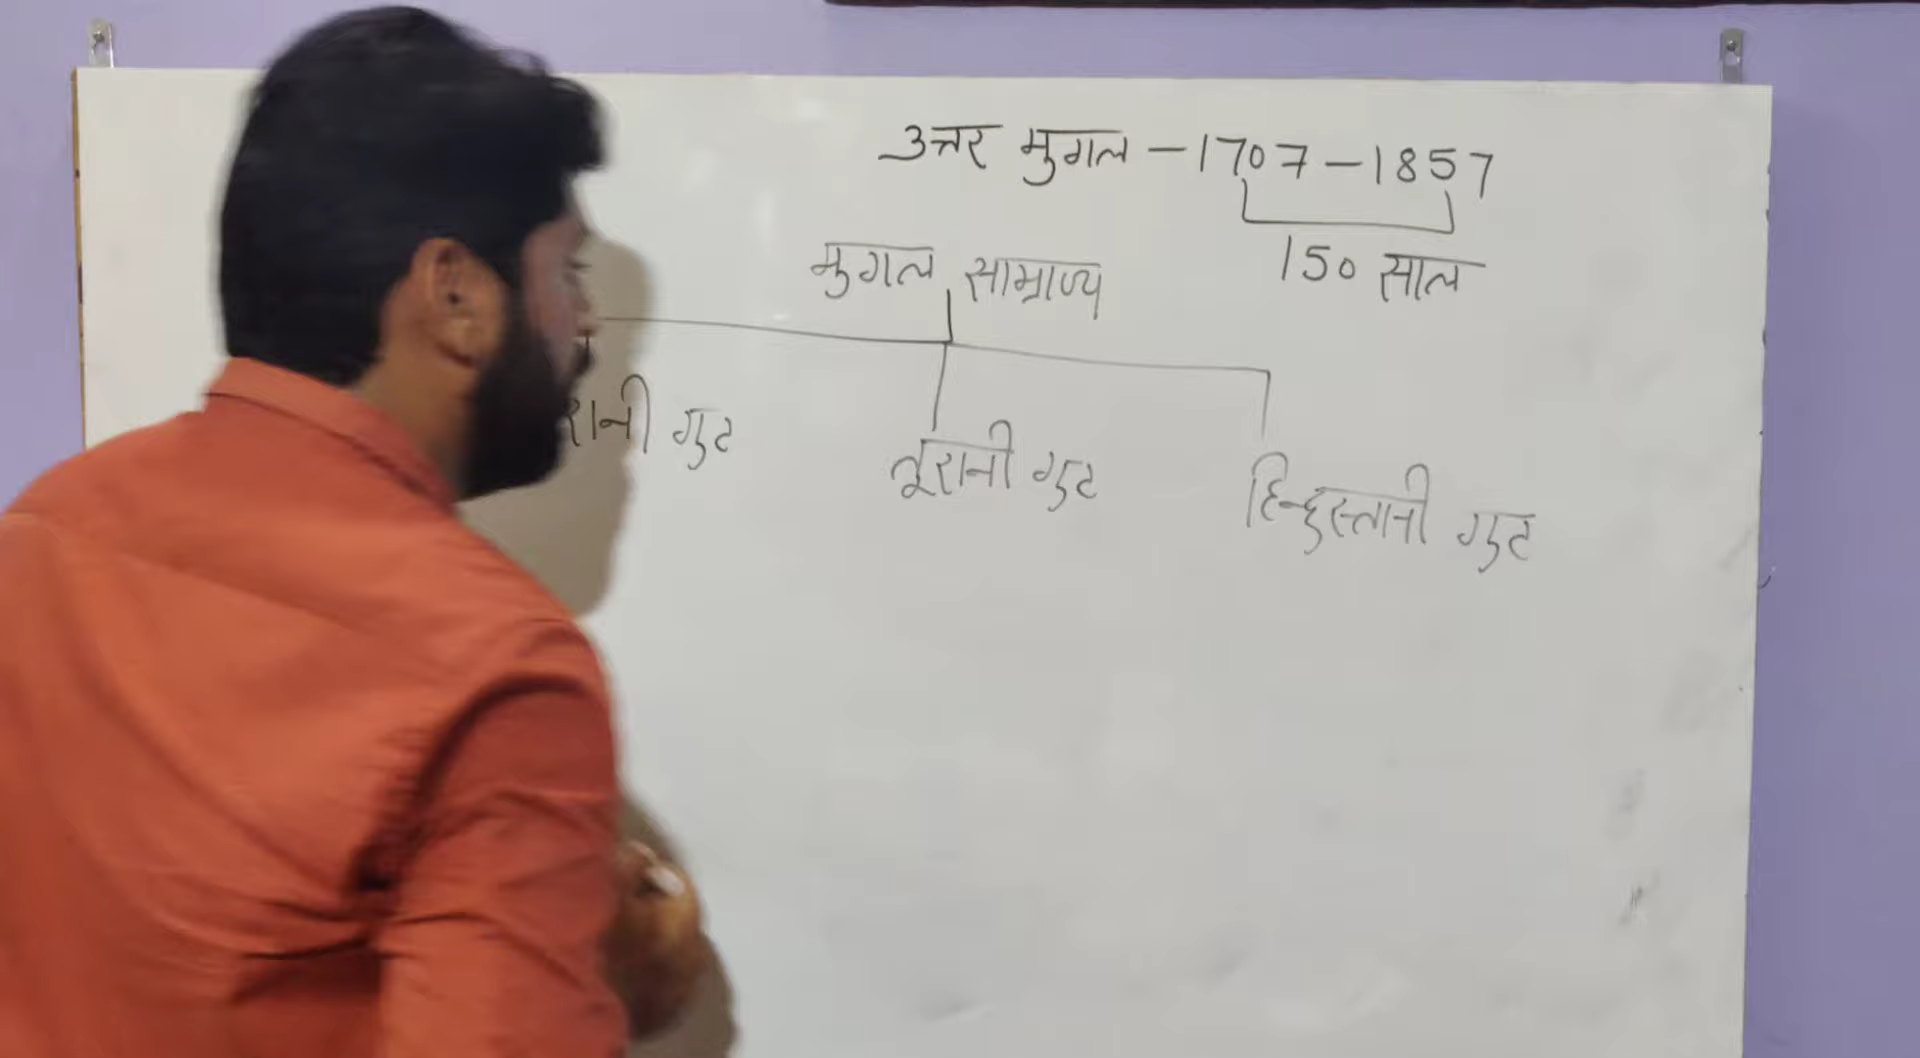 उत्तर मुगल - 1707 - 1857
150 साल
मुगल साम्राज्य
रानी गुट
तूरानी गुट
हिन्दुस्तानी गुट